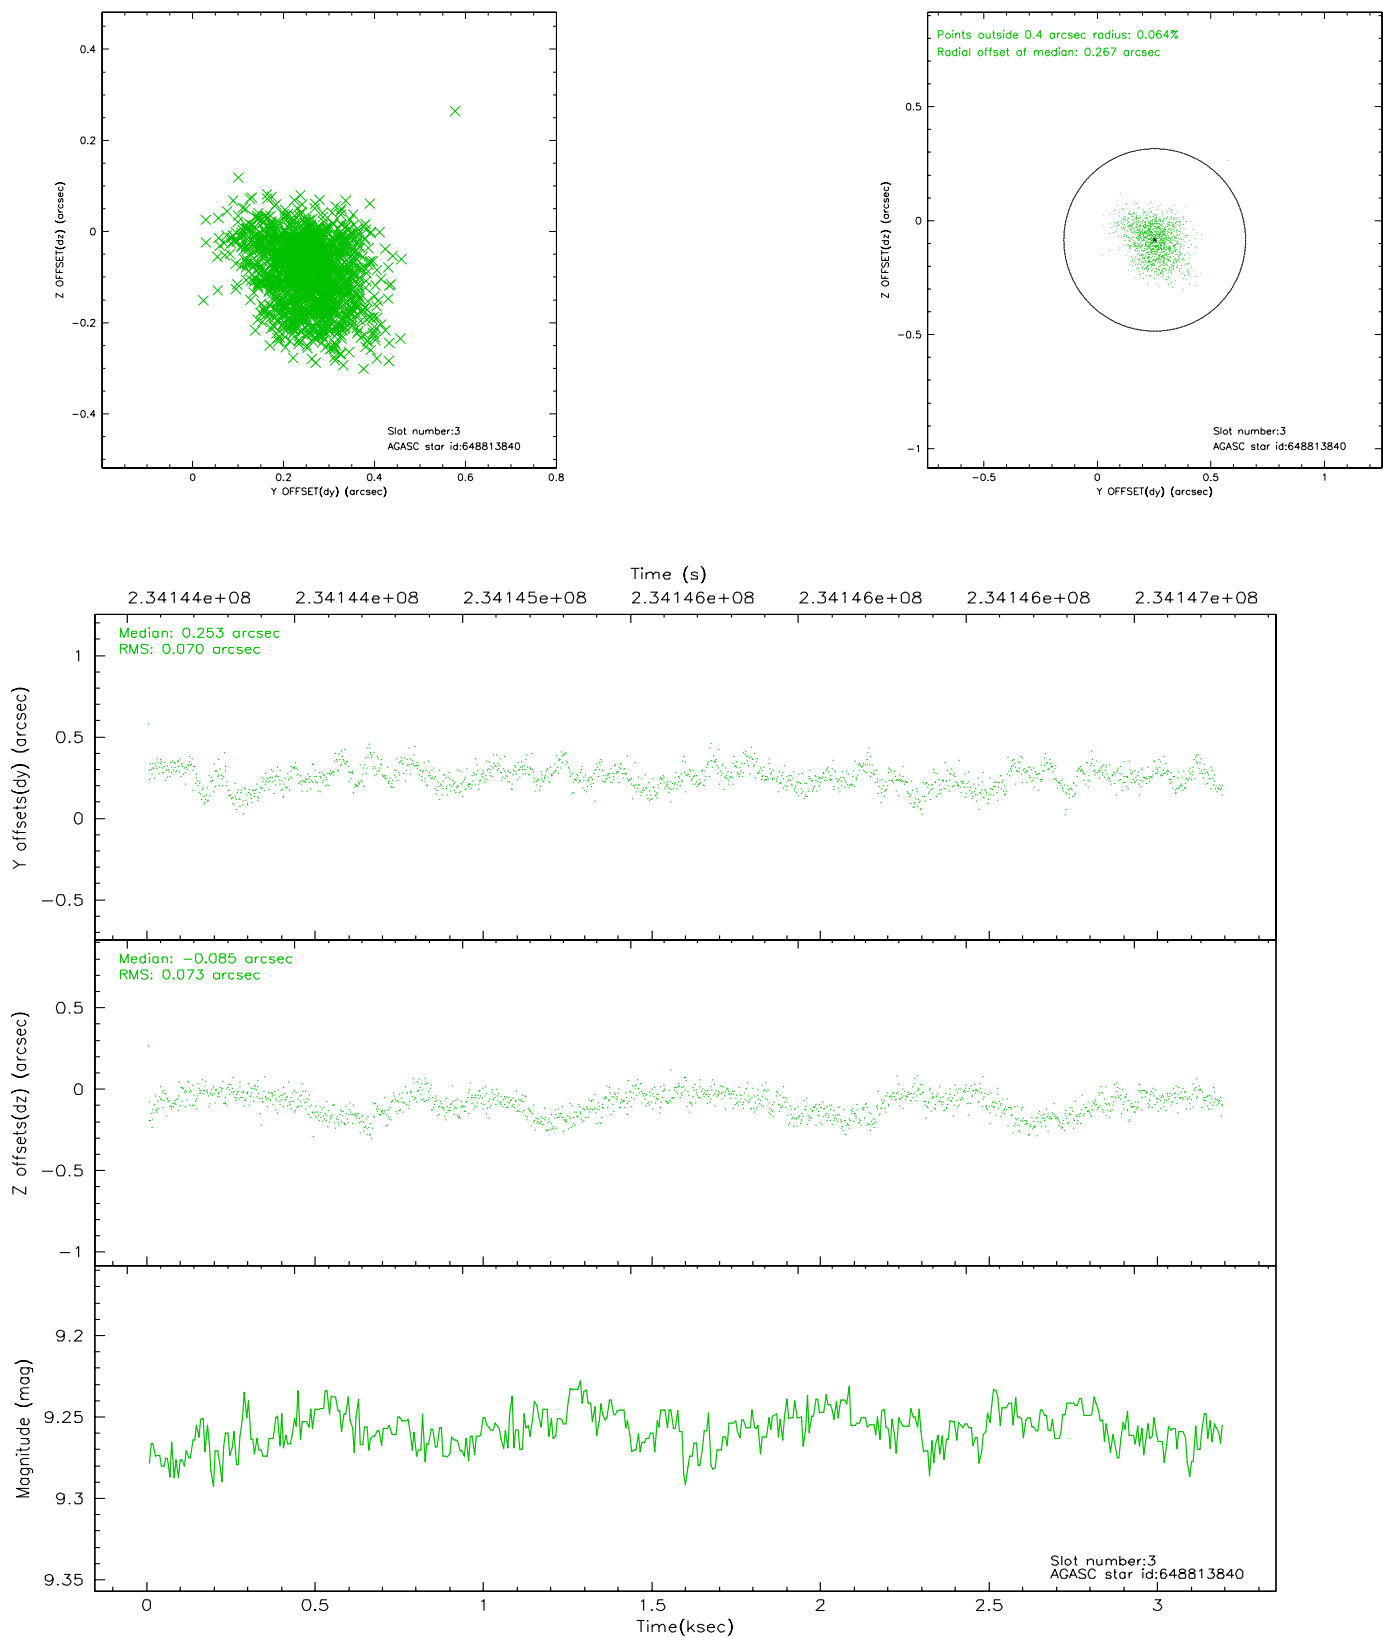 0.4
0.2
0
-0.2
-0.4
Z OFFSET(dz) (arcsec)
0
0.2
0.4
0.6
0.8
Y OFFSET(dy) (arcsec)
Slot number:3
AGASC star id:648813840
Points outside 0.4 arcsec radius: 0.064%
Radial offset of median: 0.267 arcsec
0.5
0
-0.5
-1
Z OFFSET(dz) (arcsec)
-0.5
0
0.5
1
Y OFFSET(dy) (arcsec)
Slot number:3
AGASC star id:648813840
Time (s)
2.34144e+08 2.34144e+08 2.34145e+08 2.34146e+08 2.34146e+08 2.34146e+08 2.34147e+08
Median: 0.253 arcsec
RMS: 0.070 arcsec
1
0.5
0
-0.5
Y offsets(dy) (arcsec)
Median: -0.085 arcsec
RMS: 0.073 arcsec
0.5
0
-0.5
-1
Z offsets(dz) (arcsec)
9.2
9.25
9.3
9.35
Magnitude (mag)
Slot number:3
AGASC star id:648813840
0 0.5 1 1.5 2 2.5 3
Time(ksec)